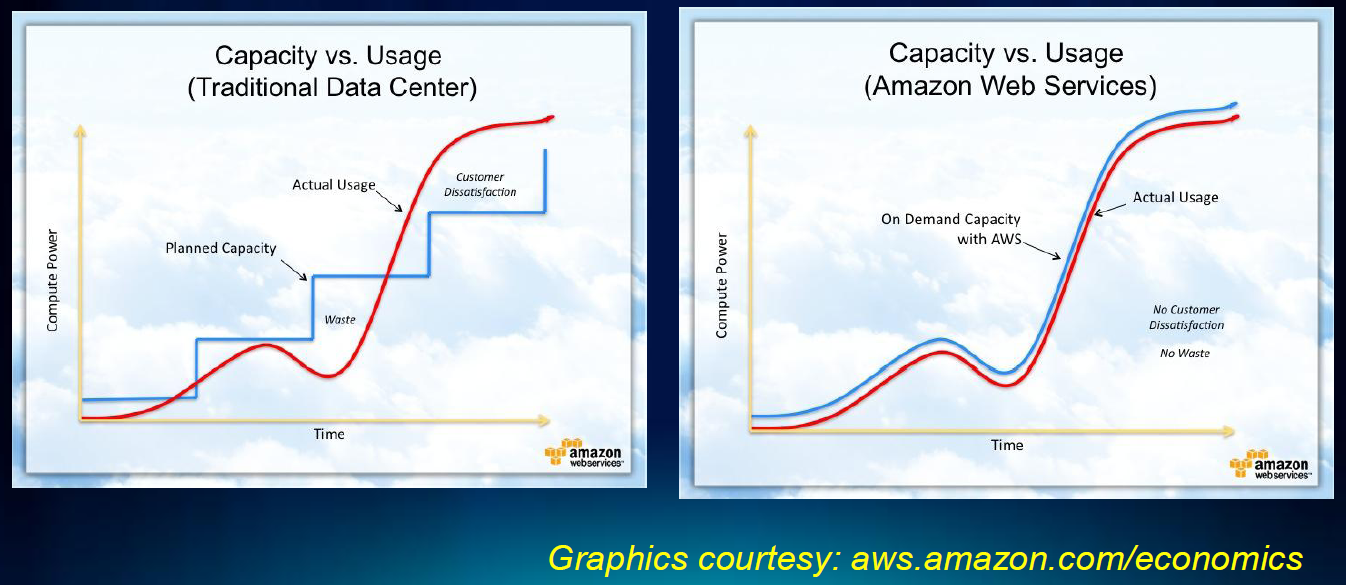 Capacity vs. Usage
(Traditional Data Center)
Actual Usage
Customer
Dissatisfaction
Planned Capacity
Waste
Compute Power
Time
amazon
webservices™
Capacity vs. Usage
(Amazon Web Services)
Actual Usage
On Demand Capacity
with AWS
Compute Power
No Customer
Dissatisfaction
No Waste
Time
amazon
webservices™
Graphics courtesy: aws.amazon.com/economics